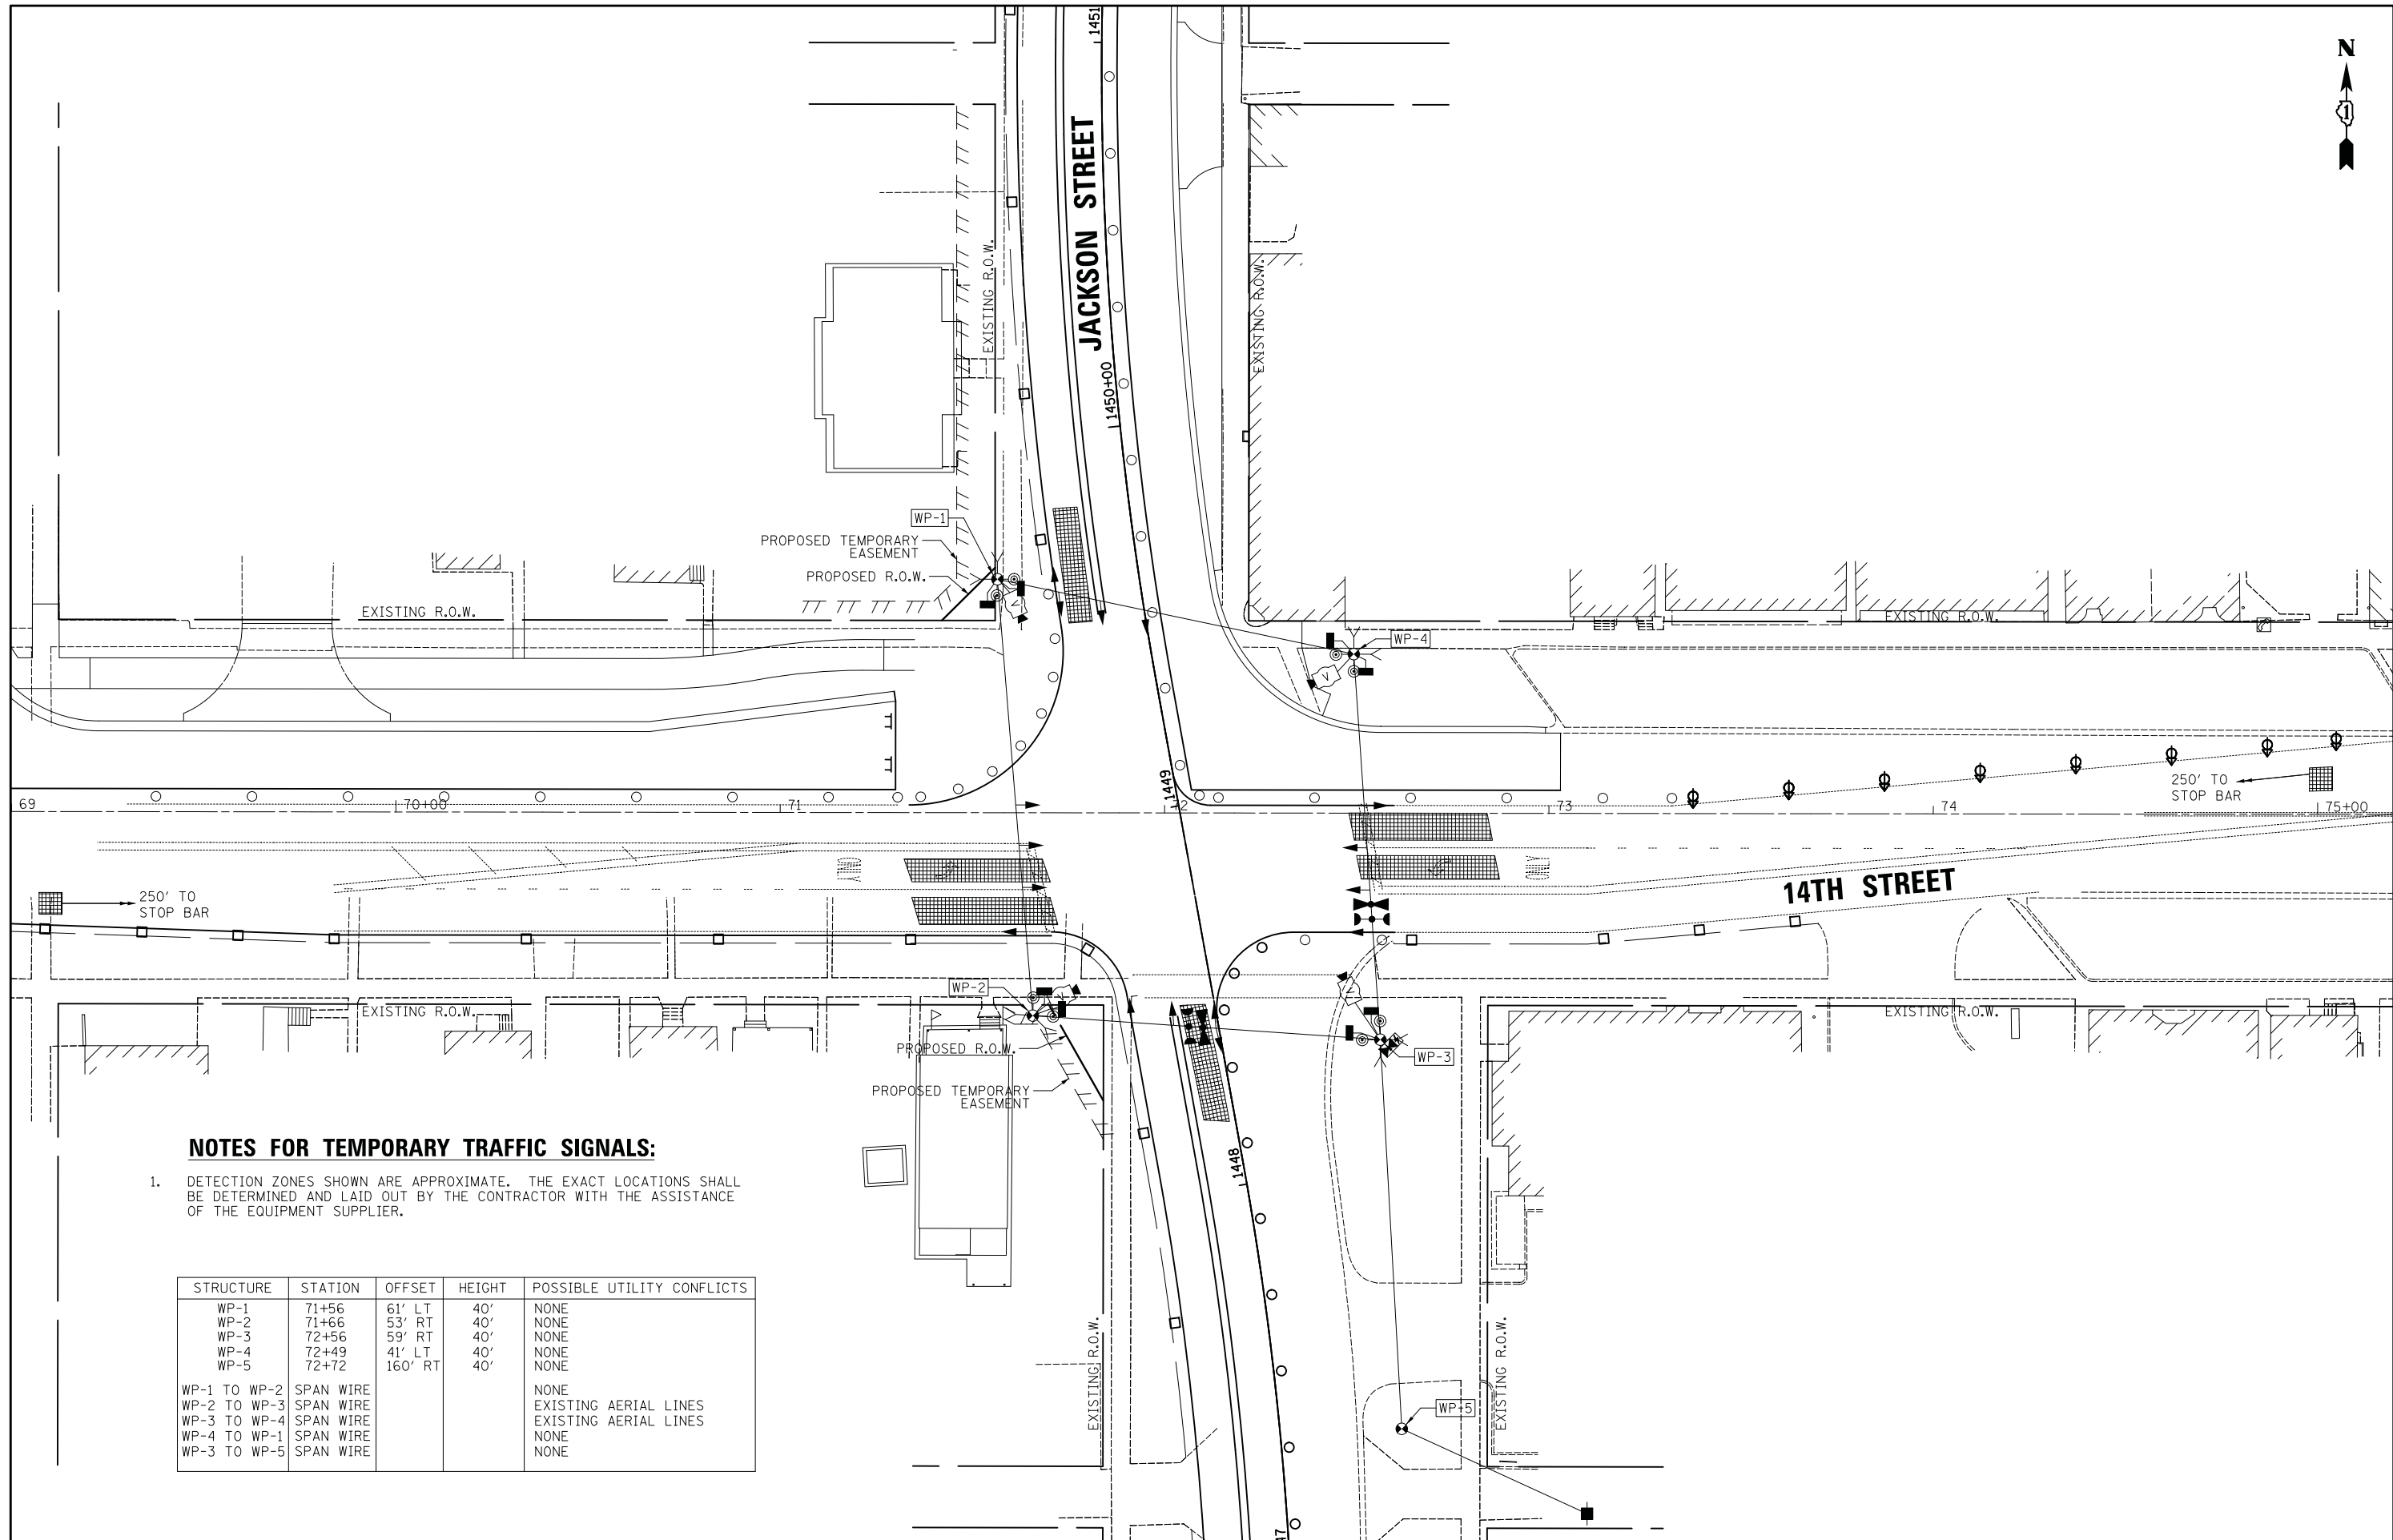 N
1451
JACKSON STREET
EXISTING R.O.W.
EXISTING R.O.W.
1450+00
WP-1
PROPOSED TEMPORARY
EASEMENT
PROPOSED R.O.W.
EXISTING R.O.W.
WP-4
EXISTING R.O.W.
250' TO
STOP BAR
69
70+00
71
1449
72
73
74
75+00
ONLY
ONLY
14TH STREET
250' TO
STOP BAR
WP-2
EXISTING R.O.W.
EXISTING R.O.W.
PROPOSED R.O.W.
WP-3
PROPOSED TEMPORARY
EASEMENT
NOTES FOR TEMPORARY TRAFFIC SIGNALS:
1. DETECTION ZONES SHOWN ARE APPROXIMATE. THE EXACT LOCATIONS SHALL
BE DETERMINED AND LAID OUT BY THE CONTRACTOR WITH THE ASSISTANCE
OF THE EQUIPMENT SUPPLIER.
1448
STRUCTURE STATION OFFSET HEIGHT POSSIBLE UTILITY CONFLICTS
WP-1 71+56 61' LT 40' NONE
WP-2 71+66 53' RT 40' NONE
WP-3 72+56 59' RT 40' NONE
WP-4 72+49 41' LT 40' NONE
WP-5 72+72 160' RT 40' NONE
WP-1 TO WP-2 SPAN WIRE NONE
WP-2 TO WP-3 SPAN WIRE EXISTING AERIAL LINES
WP-3 TO WP-4 SPAN WIRE EXISTING AERIAL LINES
WP-4 TO WP-1 SPAN WIRE NONE
WP-3 TO WP-5 SPAN WIRE NONE
EXISTING R.O.W.
EXISTING R.O.W.
WP-5